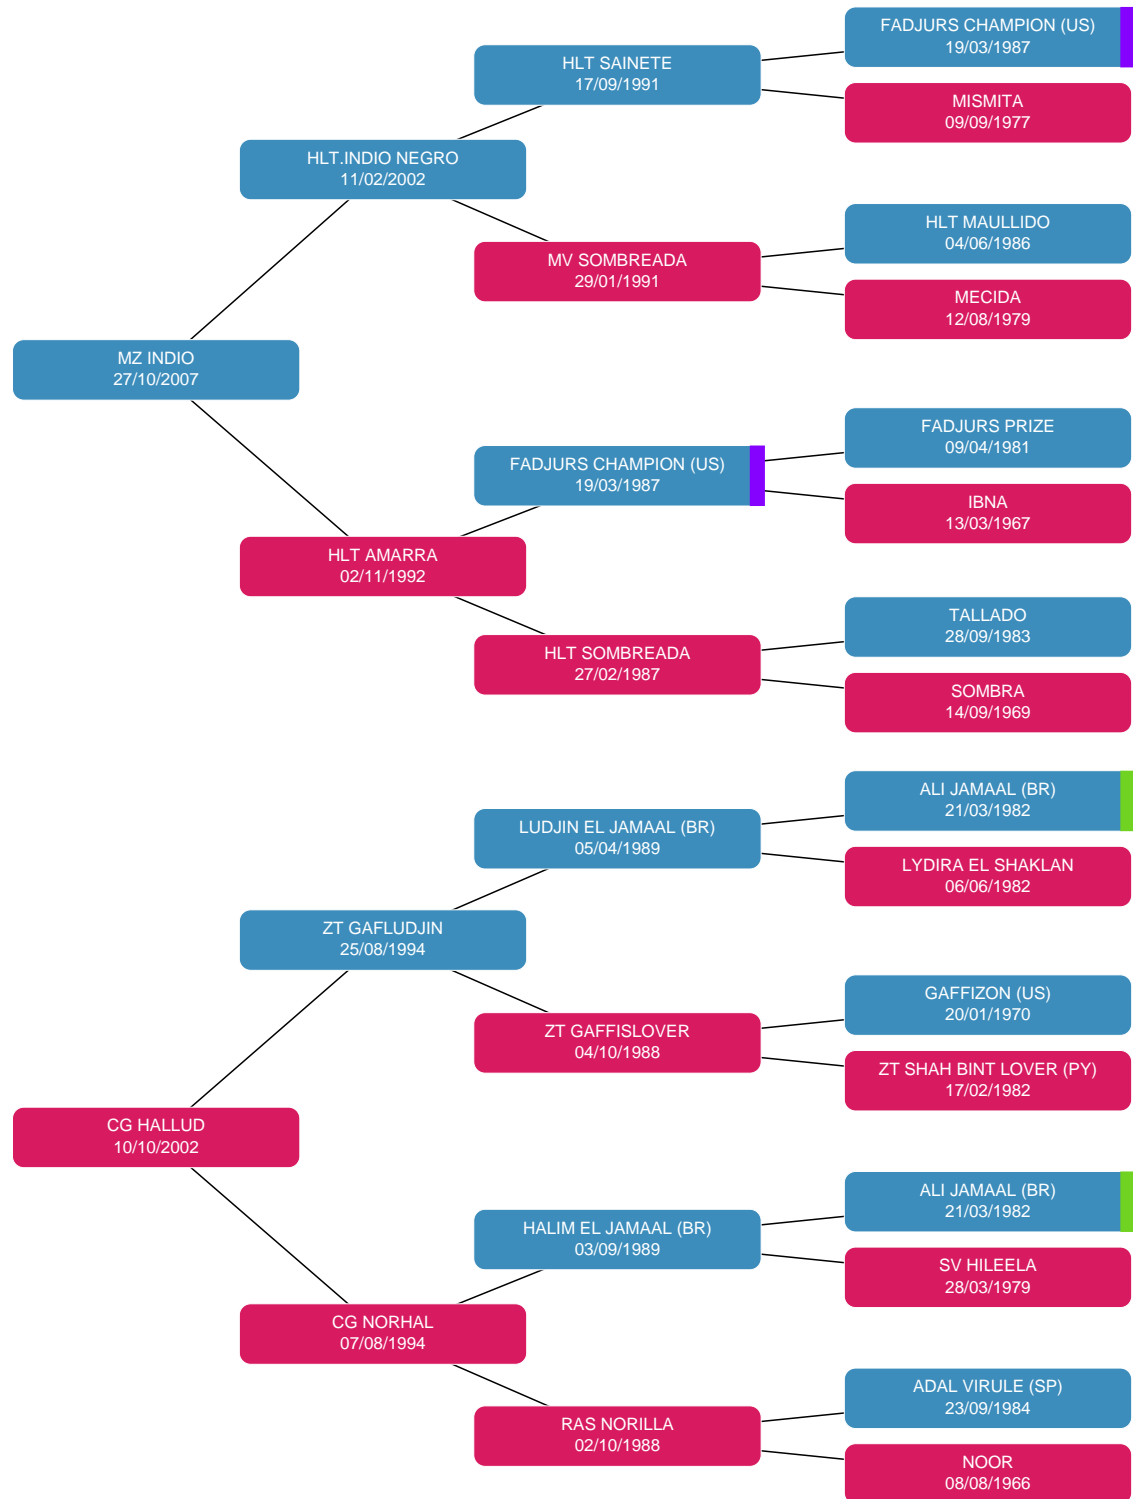 FADJURS CHAMPION (US)
19/03/1987
HLT SAINETE
17/09/1991
MISMITA
09/09/1977
HLT.INDIO NEGRO
11/02/2002
HLT MAULLIDO
04/06/1986
MV SOMBREADA
29/01/1991
MECIDA
12/08/1979
MZ INDIO
27/10/2007
FADJURS PRIZE
09/04/1981
FADJURS CHAMPION (US)
19/03/1987
IBNA
13/03/1967
HLT AMARRA
02/11/1992
TALLADO
28/09/1983
HLT SOMBREADA
27/02/1987
SOMBRA
14/09/1969
ALI JAMAAL (BR)
21/03/1982
LUDJIN EL JAMAAL (BR)
05/04/1989
LYDIRA EL SHAKLAN
06/06/1982
ZT GAFLUDJIN
25/08/1994
GAFFIZON (US)
20/01/1970
ZT GAFFISLOVER
04/10/1988
ZT SHAH BINT LOVER (PY)
17/02/1982
CG HALLUD
10/10/2002
ALI JAMAAL (BR)
21/03/1982
HALIM EL JAMAAL (BR)
03/09/1989
SV HILEELA
28/03/1979
CG NORHAL
07/08/1994
ADAL VIRULE (SP)
23/09/1984
RAS NORILLA
02/10/1988
NOOR
08/08/1966